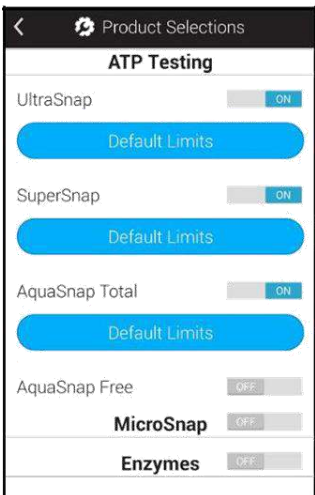 Product Selections
ATP Testing
UltraSnap ON
Default Limits
SuperSnap ON
Default Limits
AquaSnap Total ON
Default Limits
AquaSnap Free OFF
MicroSnap OFF
Enzymes OFF